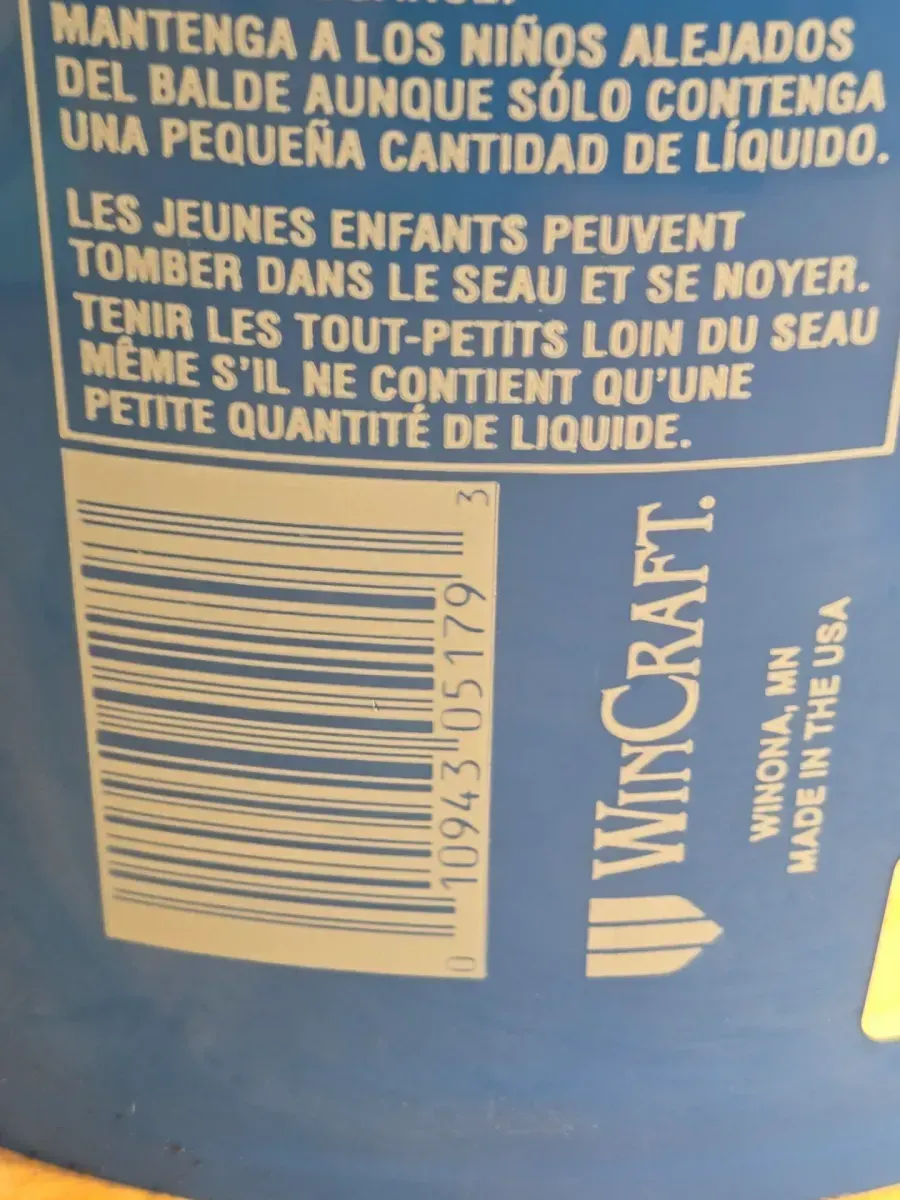 MANTENGA A LOS NIÑOS ALEJADOS
DEL BALDE AUNQUE SÓLO CONTENGA
UNA PEQUEÑA CANTIDAD DE LÍQUIDO.
LES JEUNES ENFANTS PEUVENT
TOMBER DANS LE SEAU ET SE NOYER.
TENIR LES TOUT-PETITS LOIN DU SEAU
MÊME S'IL NE CONTIENT QU'UNE
PETITE QUANTITÉ DE LIQUIDE.
0 10943 05179 3
WINCRAFT.
WINONA, MN
MADE IN THE USA